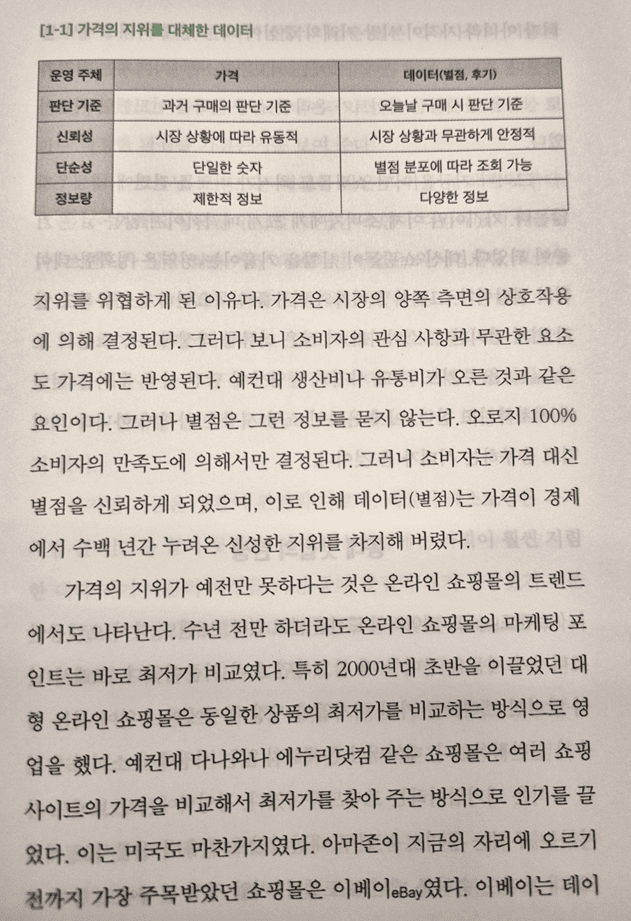 [1-1] 가격의 지위를 대체한 데이터
운영 주체 가격 데이터(별점, 후기)
판단 기준 과거 구매의 판단 기준 오늘날 구매 시 판단 기준
신뢰성 시장 상황에 따라 유동적 시장 상황과 무관하게 안정적
단순성 단일한 숫자 별점 분포에 따라 조회 가능
정보량 제한적 정보 다양한 정보
지위를 위협하게 된 이유다. 가격은 시장의 양쪽 측면의 상호작용
에 의해 결정된다. 그러다 보니 소비자의 관심 사항과 무관한 요소
도 가격에는 반영된다. 예컨대 생산비나 유통비가 오른 것과 같은
요인이다. 그러나 별점은 그런 정보를 묻지 않는다. 오로지 100%
소비자의 만족도에 의해서만 결정된다. 그러니 소비자는 가격 대신
별점을 신뢰하게 되었으며, 이로 인해 데이터(별점)는 가격이 경제
에서 수백 년간 누려온 신성한 지위를 차지해 버렸다.
가격의 지위가 예전만 못하다는 것은 온라인 쇼핑몰의 트렌드
에서도 나타난다. 수년 전만 하더라도 온라인 쇼핑몰의 마케팅 포
인트는 바로 최저가 비교였다. 특히 2000년대 초반을 이끌었던 대
형 온라인 쇼핑몰은 동일한 상품의 최저가를 비교하는 방식으로 영
업을 했다. 예컨대 다나와나 에누리닷컴 같은 쇼핑몰은 여러 쇼핑
사이트의 가격을 비교해서 최저가를 찾아 주는 방식으로 인기를 끌
었다. 이는 미국도 마찬가지였다. 아마존이 지금의 자리에 오르기
전까지 가장 주목받았던 쇼핑몰은 이베이eBay였다. 이베이는 데이